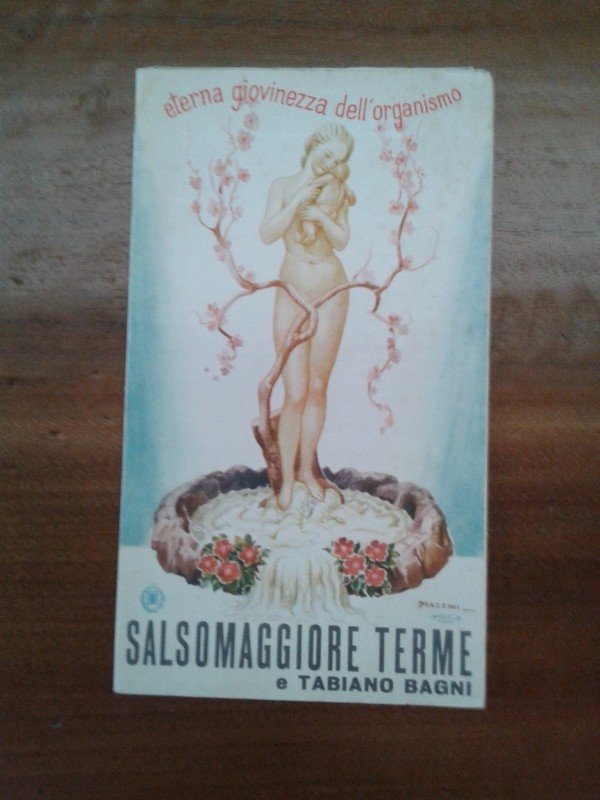 eterna giovinezza dell'organismo
SALSOMAGGIORE TERME
e TABIANO BAGNI